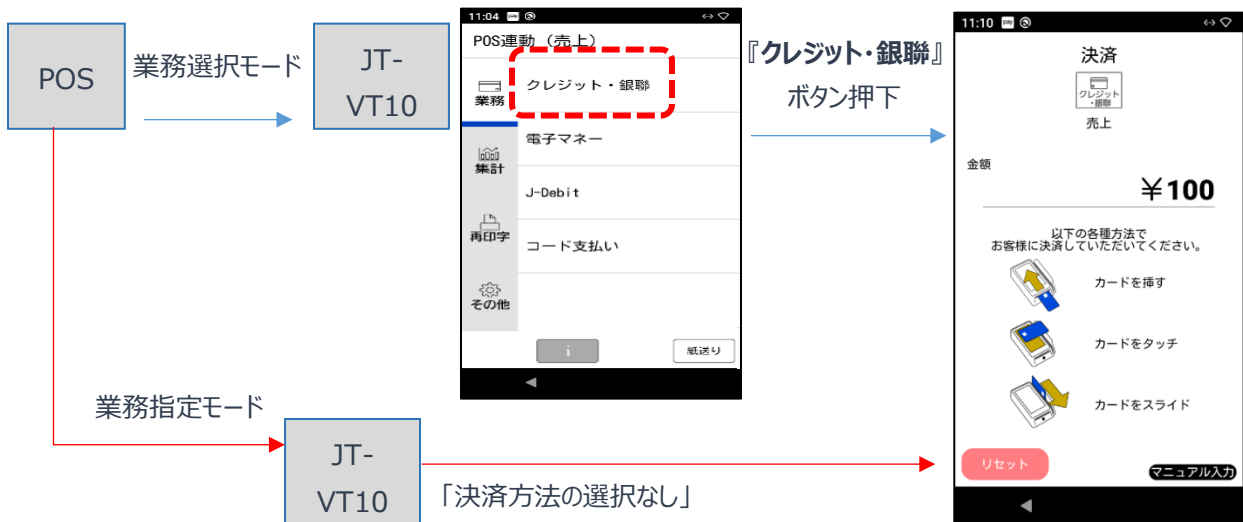 POS
業務選択モード
JT-
VT10
11:04
POS連動（売上）
業務
クレジット・銀聯
電子マネー
集計
J-Debit
再印字
コード支払い
その他
i
紙送り
『クレジット・銀聯』
ボタン押下
11:10
決済
クレジット
・銀聯
売上
金額
￥100
以下の各種方法で
お客様に決済していただいてください。
カードを挿す
カードをタッチ
カードをスライド
リセット
マニュアル入力
業務指定モード
JT-
VT10
「決済方法の選択なし」